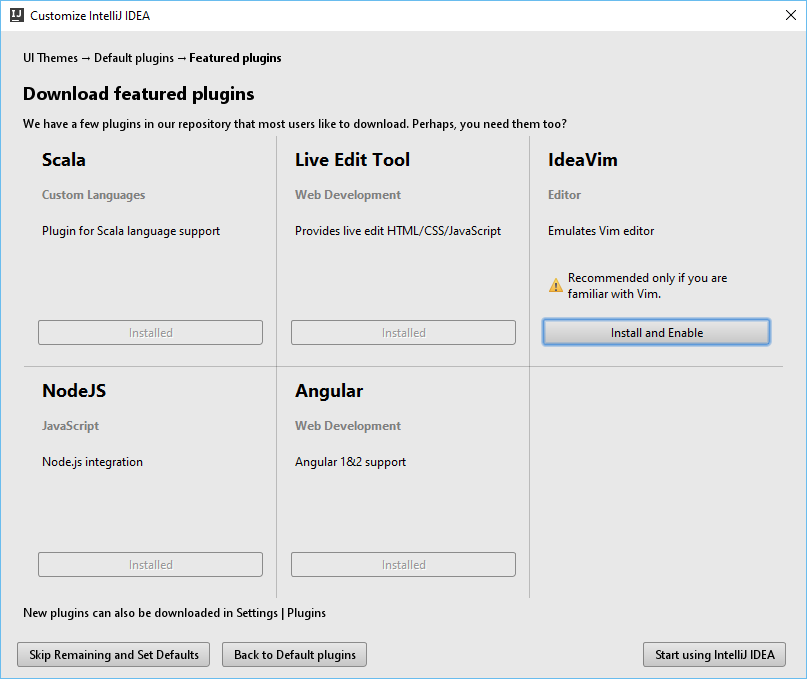 IJ Customize IntelliJ IDEA
UI Themes → Default plugins → Featured plugins
Download featured plugins
We have a few plugins in our repository that most users like to download. Perhaps, you need them too?
Scala
Custom Languages
Plugin for Scala language support
Installed
Live Edit Tool
Web Development
Provides live edit HTML/CSS/JavaScript
Installed
IdeaVim
Editor
Emulates Vim editor
Recommended only if you are
familiar with Vim.
Install and Enable
NodeJS
JavaScript
Node.js integration
Installed
Angular
Web Development
Angular 1&2 support
Installed
New plugins can also be downloaded in Settings | Plugins
Skip Remaining and Set Defaults
Back to Default plugins
Start using IntelliJ IDEA